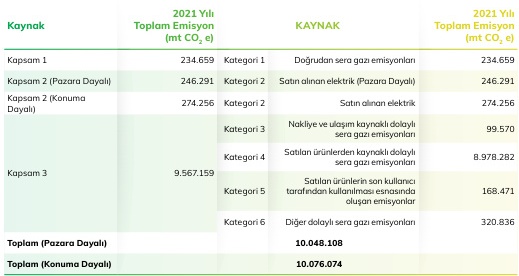 Kaynak 2021 Yılı Toplam Emisyon (mt CO₂ e) KAYNAK 2021 Yılı Toplam Emisyon (mt CO₂ e)
Kapsam 1 234.659 Kategori 1 Doğrudan sera gazı emisyonları 234.659
Kapsam 2 (Pazara Dayalı) 246.291 Kategori 2 Satın alınan elektrik (Pazara Dayalı) 246.291
Kapsam 2 (Konuma Dayalı) 274.256 Kategori 2 Satın alınan elektrik 274.256
Kapsam 3 9.567.159 Kategori 3 Nakliye ve ulaşım kaynaklı dolaylı sera gazı emisyonları 99.570
Kategori 4 Satılan ürünlerden kaynaklı dolaylı sera gazı emisyonları 8.978.282
Kategori 5 Satılan ürünlerin son kullanıcı tarafından kullanılması esnasında oluşan emisyonlar 168.471
Kategori 6 Diğer dolaylı sera gazı emisyonları 320.836
Toplam (Pazara Dayalı) 10.048.108
Toplam (Konuma Dayalı) 10.076.074